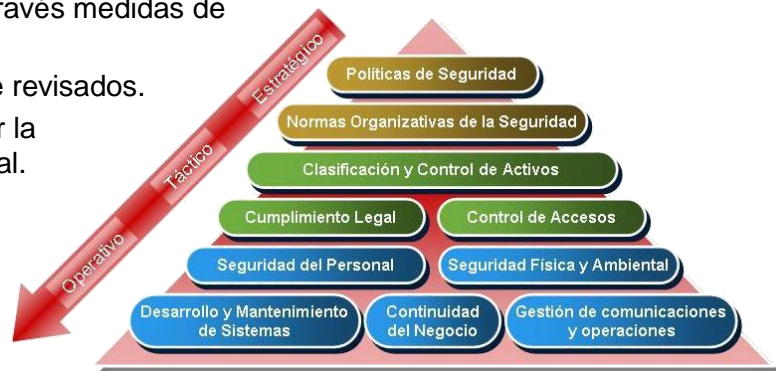 ravés medidas de
e revisados.
r la
al.
Estratégico
Táctico
Operativo
Políticas de Seguridad
Normas Organizativas de la Seguridad
Clasificación y Control de Activos
Cumplimiento Legal
Control de Accesos
Seguridad del Personal
Seguridad Física y Ambiental
Desarrollo y Mantenimiento
de Sistemas
Continuidad
del Negocio
Gestión de comunicaciones
y operaciones